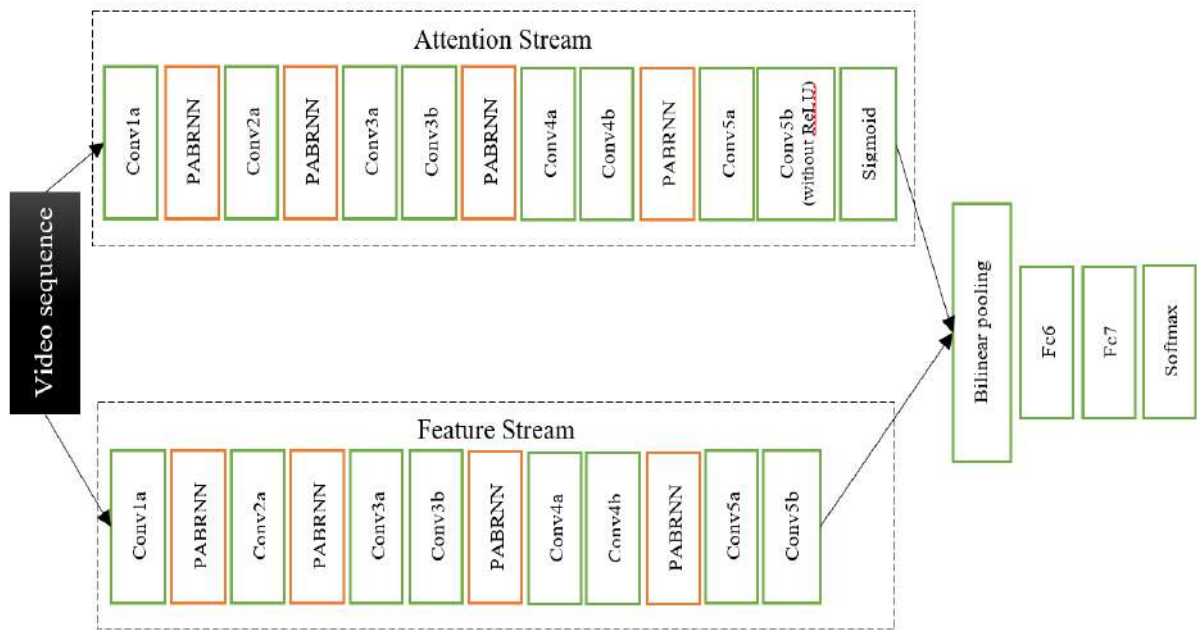 Attention Stream
Conv1a
PABRNN
Conv2a
PABRNN
Conv3a
Conv3b
PABRNN
Conv4a
Conv4b
PABRNN
Conv5a
Conv5b
(without ReLU)
Sigmoid
Video sequence
Feature Stream
Conv1a
PABRNN
Conv2a
PABRNN
Conv3a
Conv3b
PABRNN
Conv4a
Conv4b
PABRNN
Conv5a
Conv5b
Bilinear pooling
Fc6
Fc7
Softmax